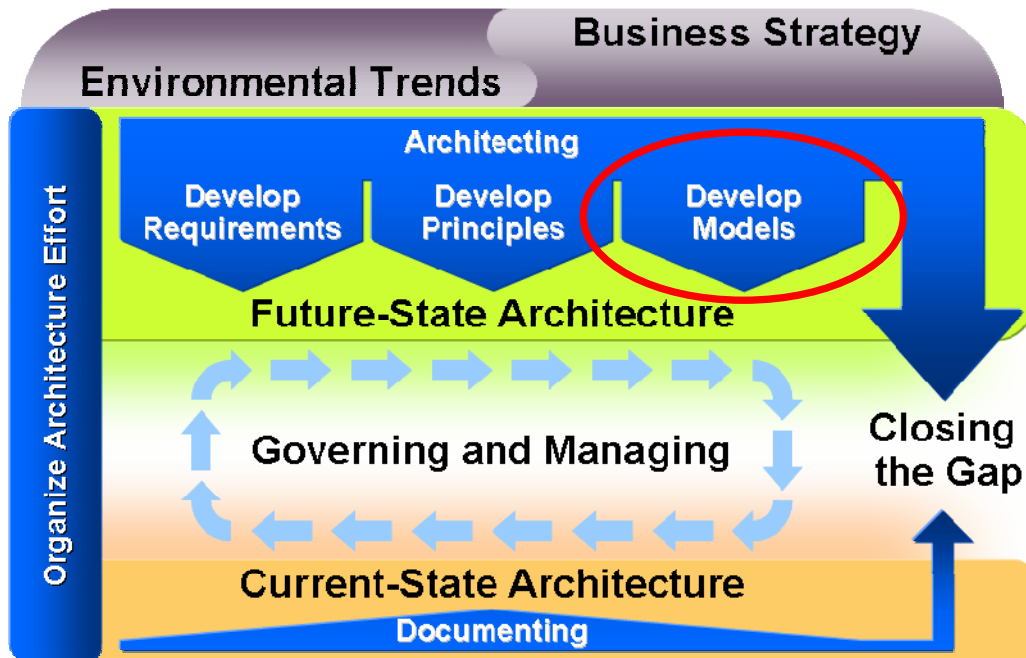 Business Strategy
Environmental Trends
Organize Architecture Effort
Architecting
Develop
Requirements
Develop
Principles
Develop
Models
Future-State Architecture
Governing and Managing
Closing
the Gap
Current-State Architecture
Documenting